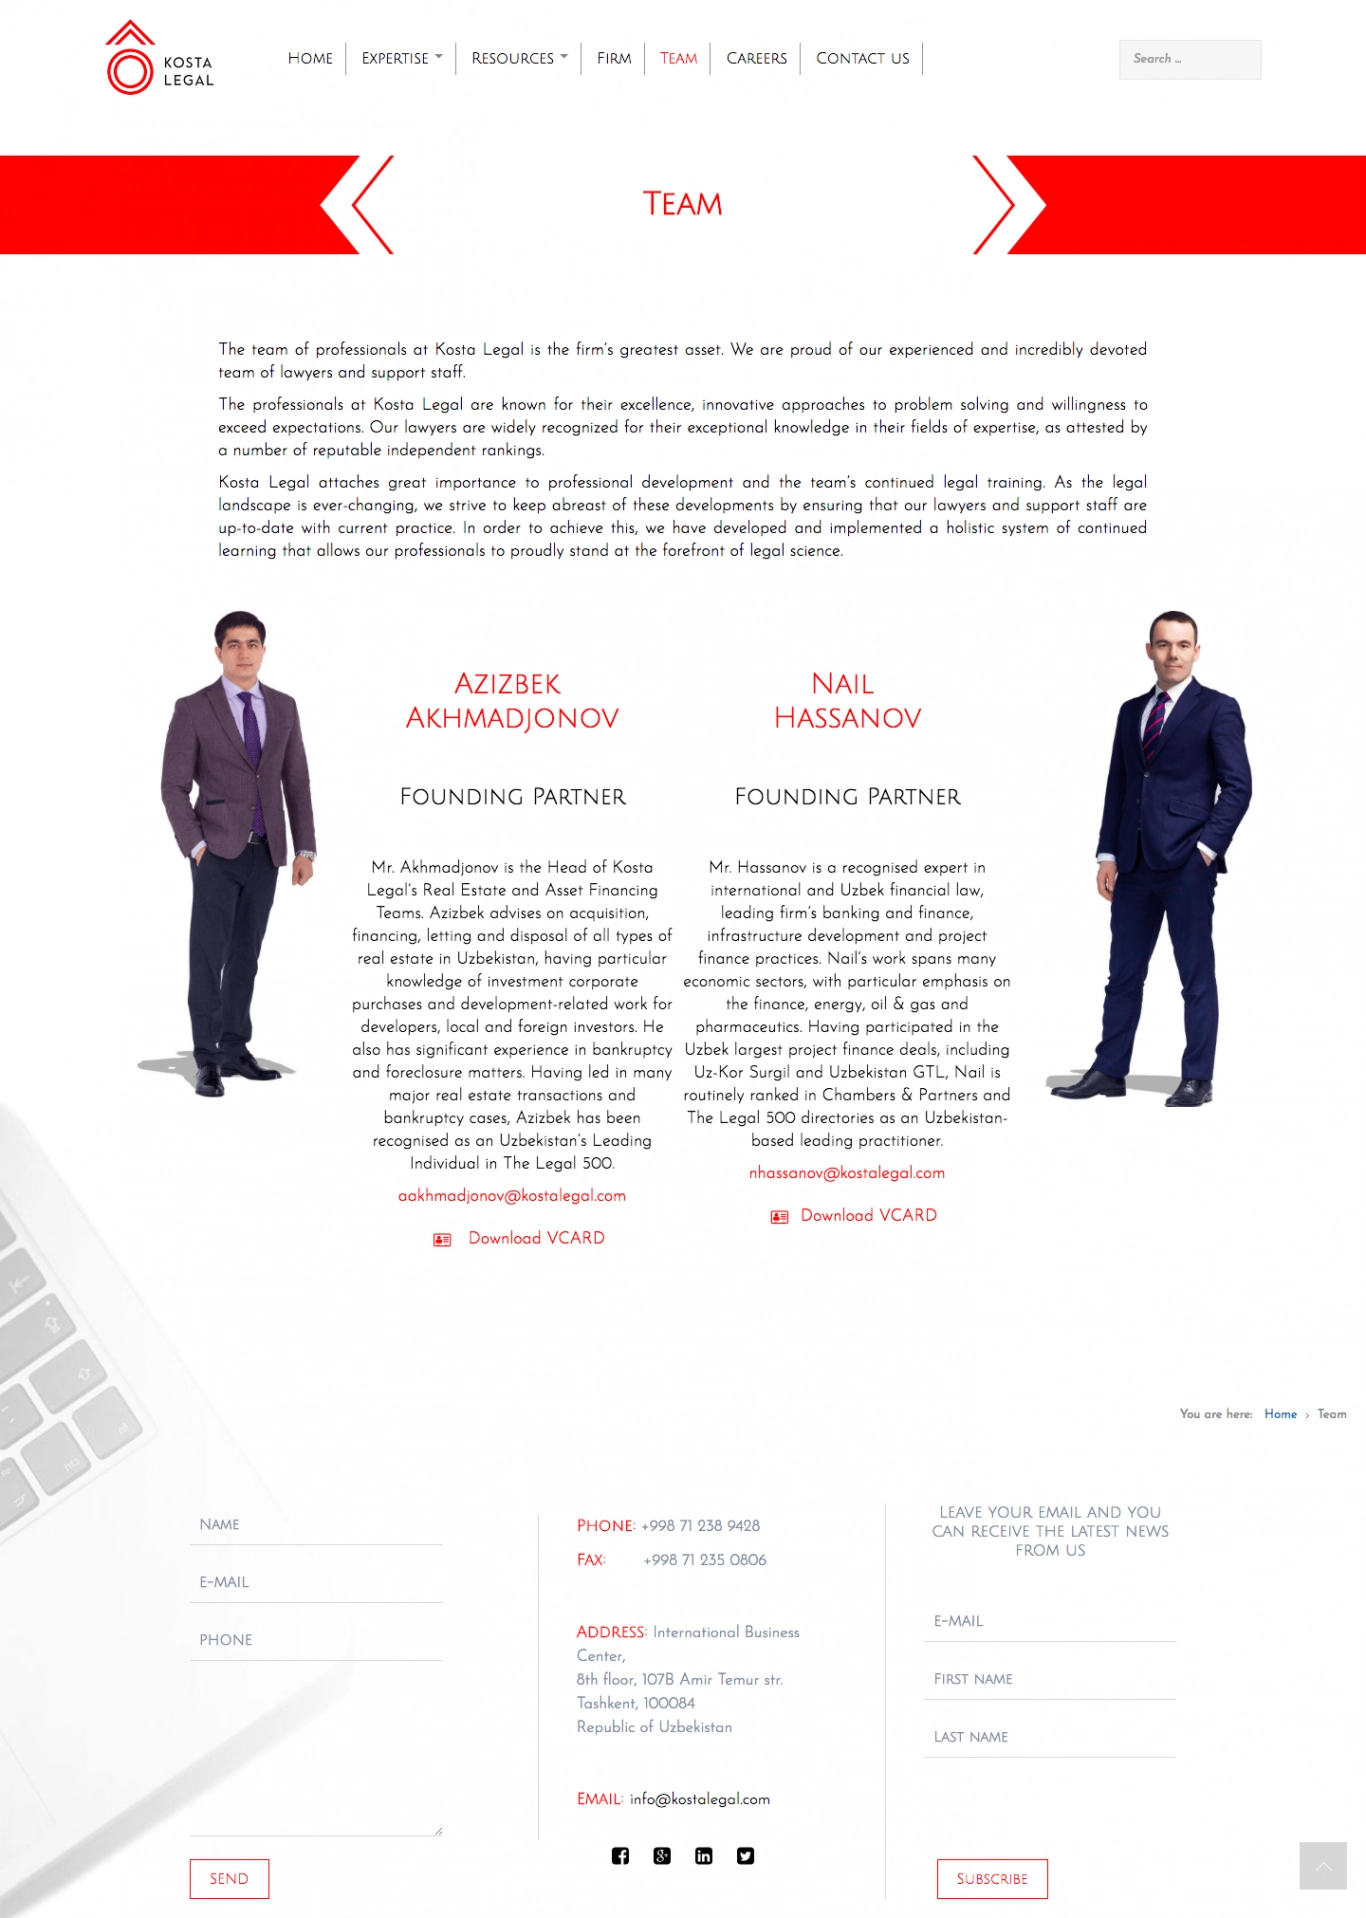 KOSTA
LEGAL
Home
Expertise
Resources
Firm
Team
Careers
Contact us
Search ...
Team
The team of professionals at Kosta Legal is the firm's greatest asset. We are proud of our experienced and incredibly devoted
team of lawyers and support staff.
The professionals at Kosta Legal are known for their excellence, innovative approaches to problem solving and willingness to
exceed expectations. Our lawyers are widely recognized for their exceptional knowledge in their fields of expertise, as attested by
a number of reputable independent rankings.
Kosta Legal attaches great importance to professional development and the team's continued legal training. As the legal
landscape is ever-changing, we strive to keep abreast of these developments by ensuring that our lawyers and support staff are
up-to-date with current practice. In order to achieve this, we have developed and implemented a holistic system of continued
learning that allows our professionals to proudly stand at the forefront of legal science.
Azizbek
Akhmadjonov
Founding Partner
Mr. Akhmadjonov is the Head of Kosta
Legal's Real Estate and Asset Financing
Teams. Azizbek advises on acquisition,
financing, letting and disposal of all types of
real estate in Uzbekistan, having particular
knowledge of investment corporate
purchases and development-related work for
developers, local and foreign investors. He
also has significant experience in bankruptcy
and foreclosure matters. Having led in many
major real estate transactions and
bankruptcy cases, Azizbek has been
recognised as an Uzbekistan's Leading
Individual in The Legal 500.
aakhmadjonov@kostalegal.com
Download VCARD
Nail
Hassanov
Founding Partner
Mr. Hassanov is a recognised expert in
international and Uzbek financial law,
leading firm's banking and finance,
infrastructure development and project
finance practices. Nail's work spans many
economic sectors, with particular emphasis on
the finance, energy, oil & gas and
pharmaceutics. Having participated in the
Uzbek largest project finance deals, including
Uz-Kor Surgil and Uzbekistan GTL, Nail is
routinely ranked in Chambers & Partners and
The Legal 500 directories as an Uzbekistan-
based leading practitioner.
nhassanov@kostalegal.com
Download VCARD
You are here: Home › Team
Name
E-mail
Phone
Send
Phone: +998 71 238 9428
Fax: +998 71 235 0806
Address: International Business
Center,
8th floor, 107B Amir Temur str.
Tashkent, 100084
Republic of Uzbekistan
Email: info@kostalegal.com
Leave your email and you
can receive the latest news
from us
E-mail
First name
Last name
Subscribe